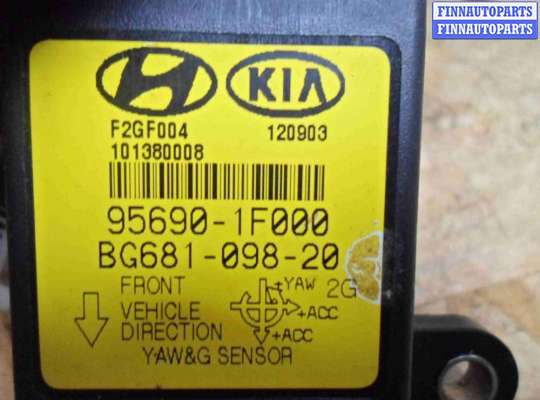 FINNAUTOPARTS
FINNAUTOPARTS
KIA
F2GF004 120903
101380008
95690-1F000
BG681-098-20
FRONT +YAW 2G
VEHICLE +ACC
DIRECTION +ACC
YAW&G SENSOR